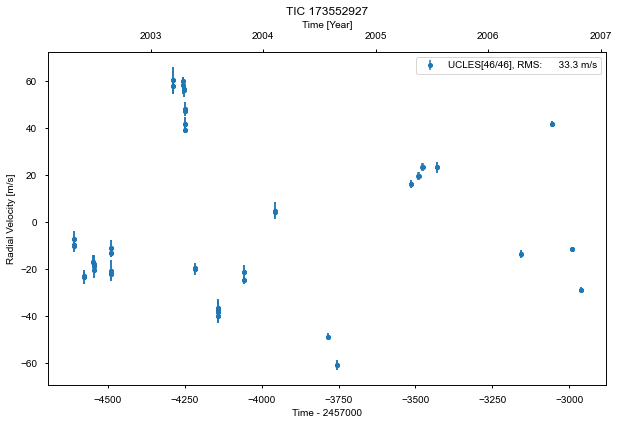 TIC 173552927
Time [Year]
2003 2004 2005 2006 2007
UCLES[46/46], RMS: 33.3 m/s
Radial Velocity [m/s]
60
40
20
0
−20
−40
−60
−4500 −4250 −4000 −3750 −3500 −3250 −3000
Time - 2457000